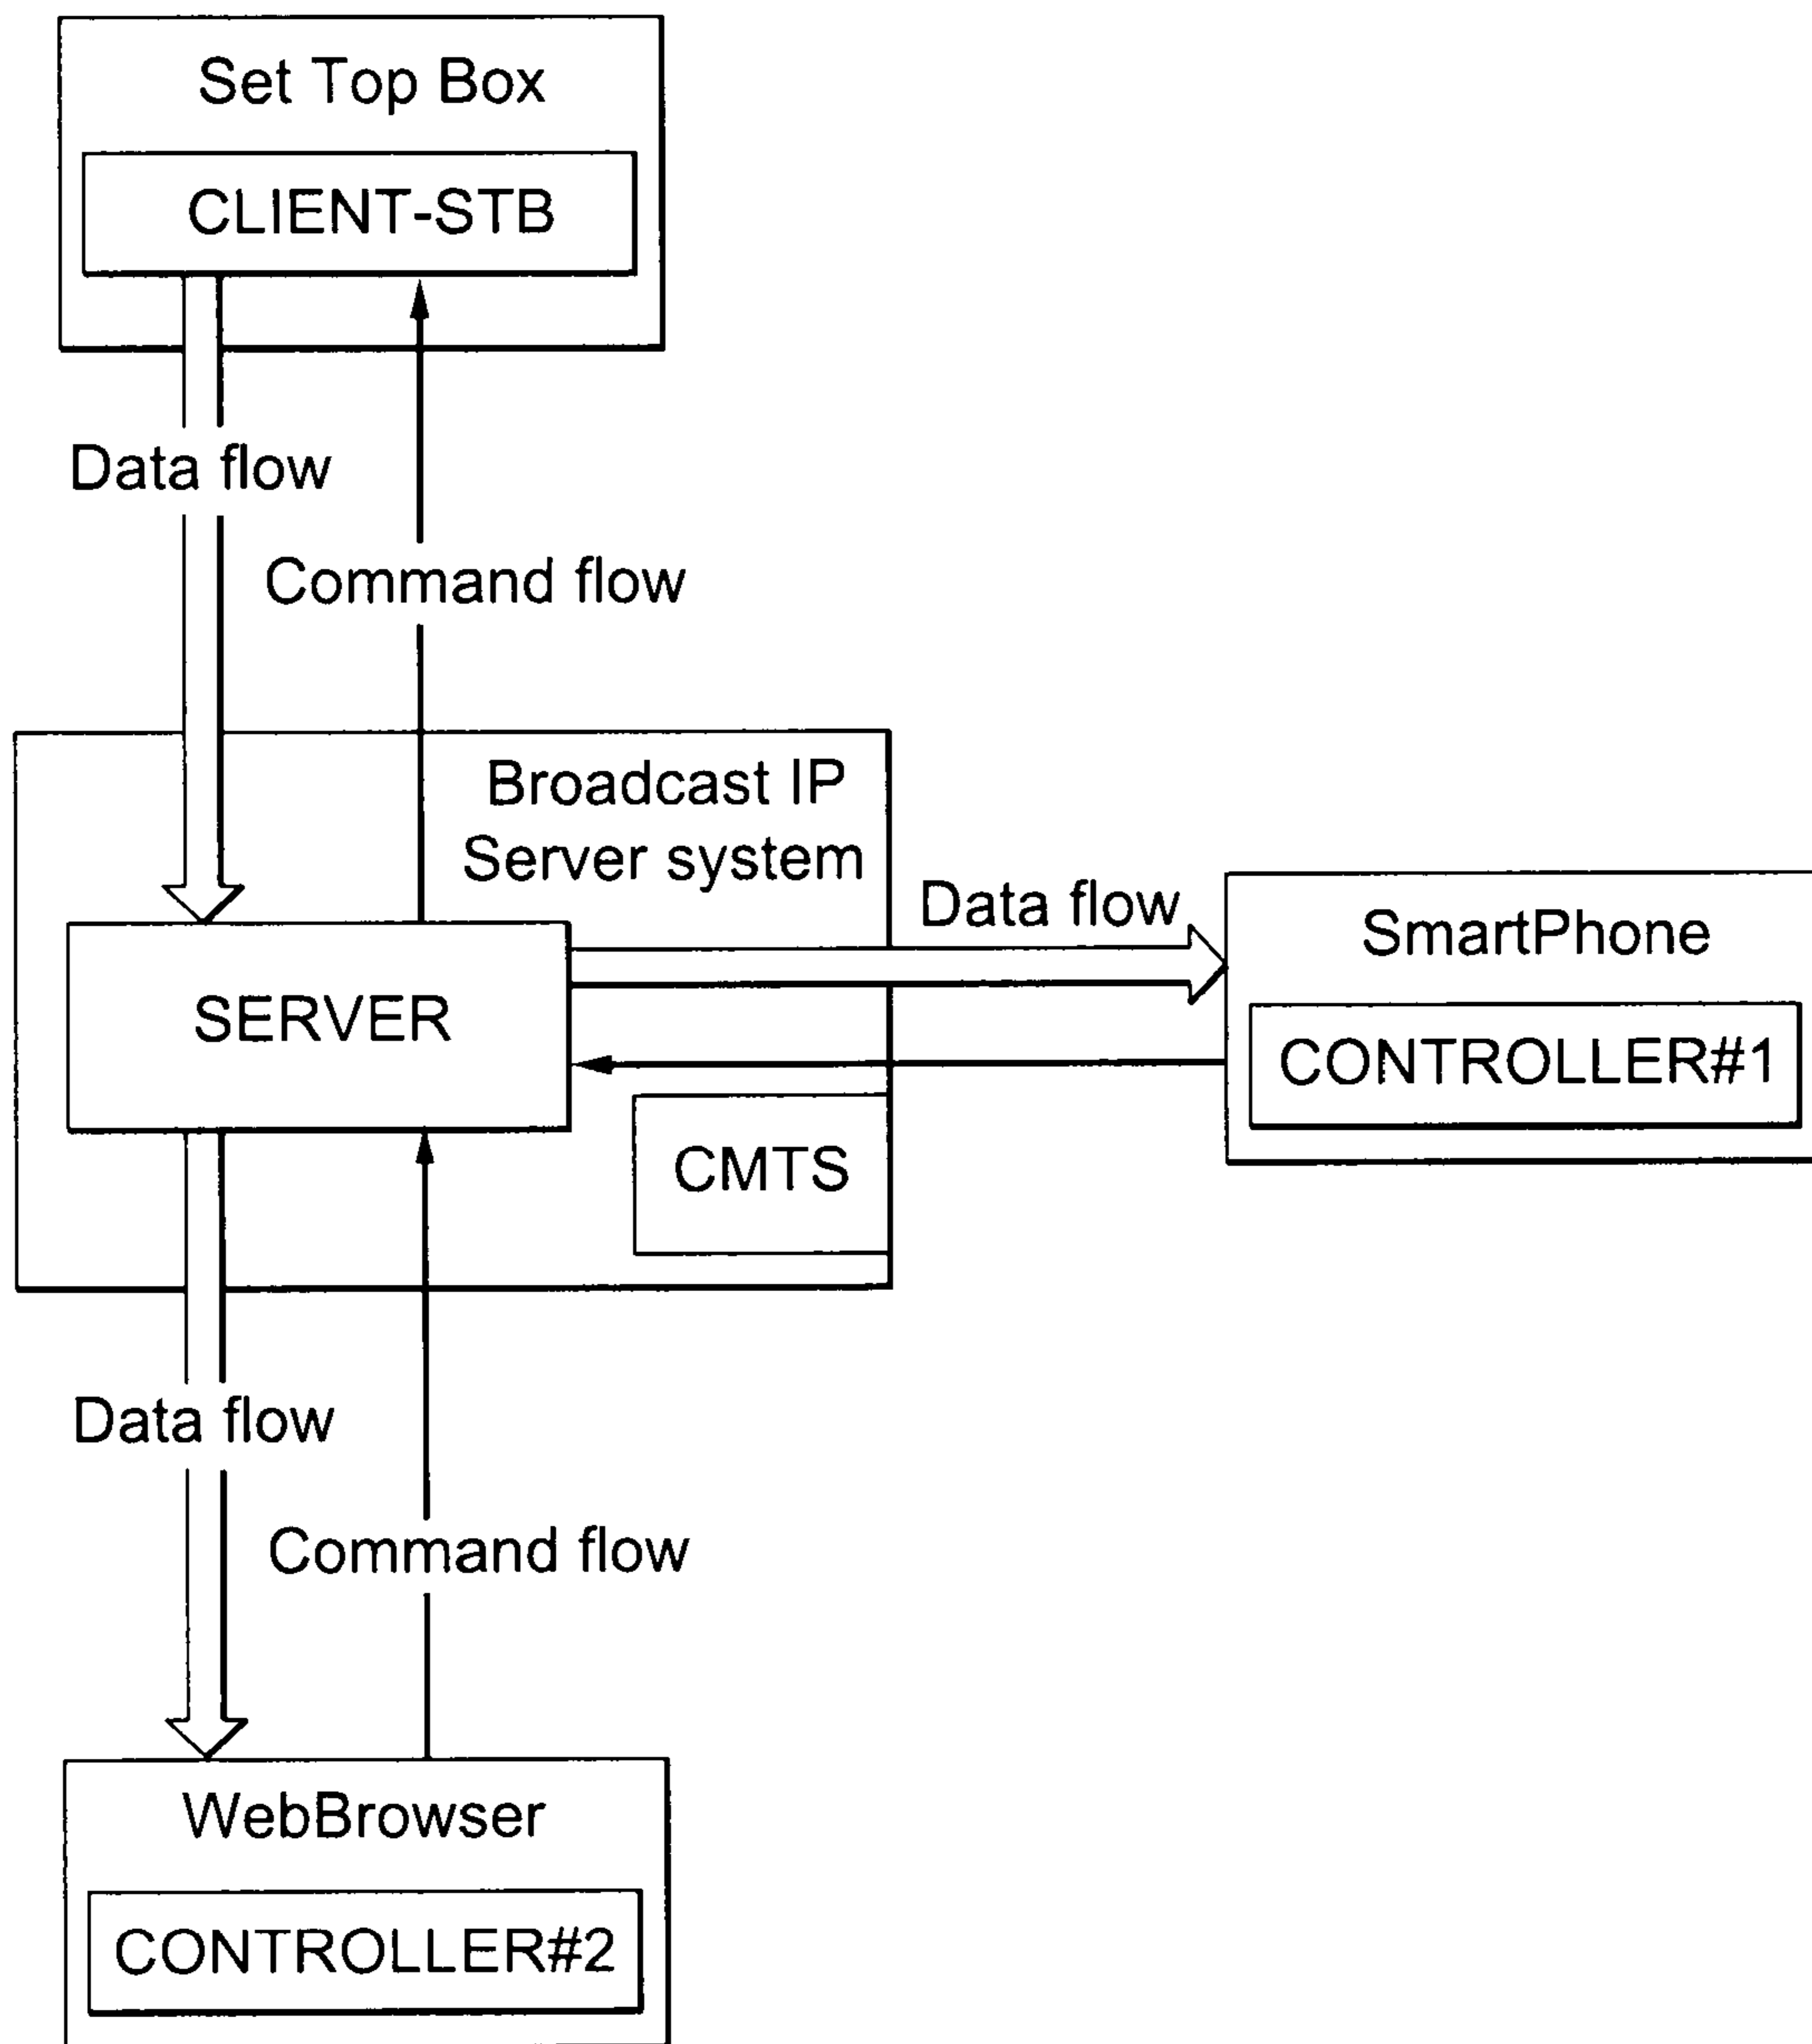 Set Top Box
CLIENT-STB
Data flow
Command flow
Broadcast IP
Server system
Data flow
SmartPhone
SERVER
CONTROLLER#1
CMTS
Data flow
Command flow
WebBrowser
CONTROLLER#2